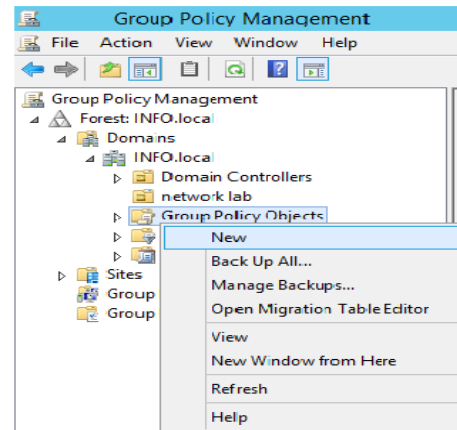 Group Policy Management
File Action View Window Help
Group Policy Management
Forest: INFO.local
Domains
INFO.local
Domain Controllers
network lab
Group Policy Objects
New
Back Up All...
Manage Backups...
Sites
Group
Open Migration Table Editor
Group
View
New Window from Here
Refresh
Help